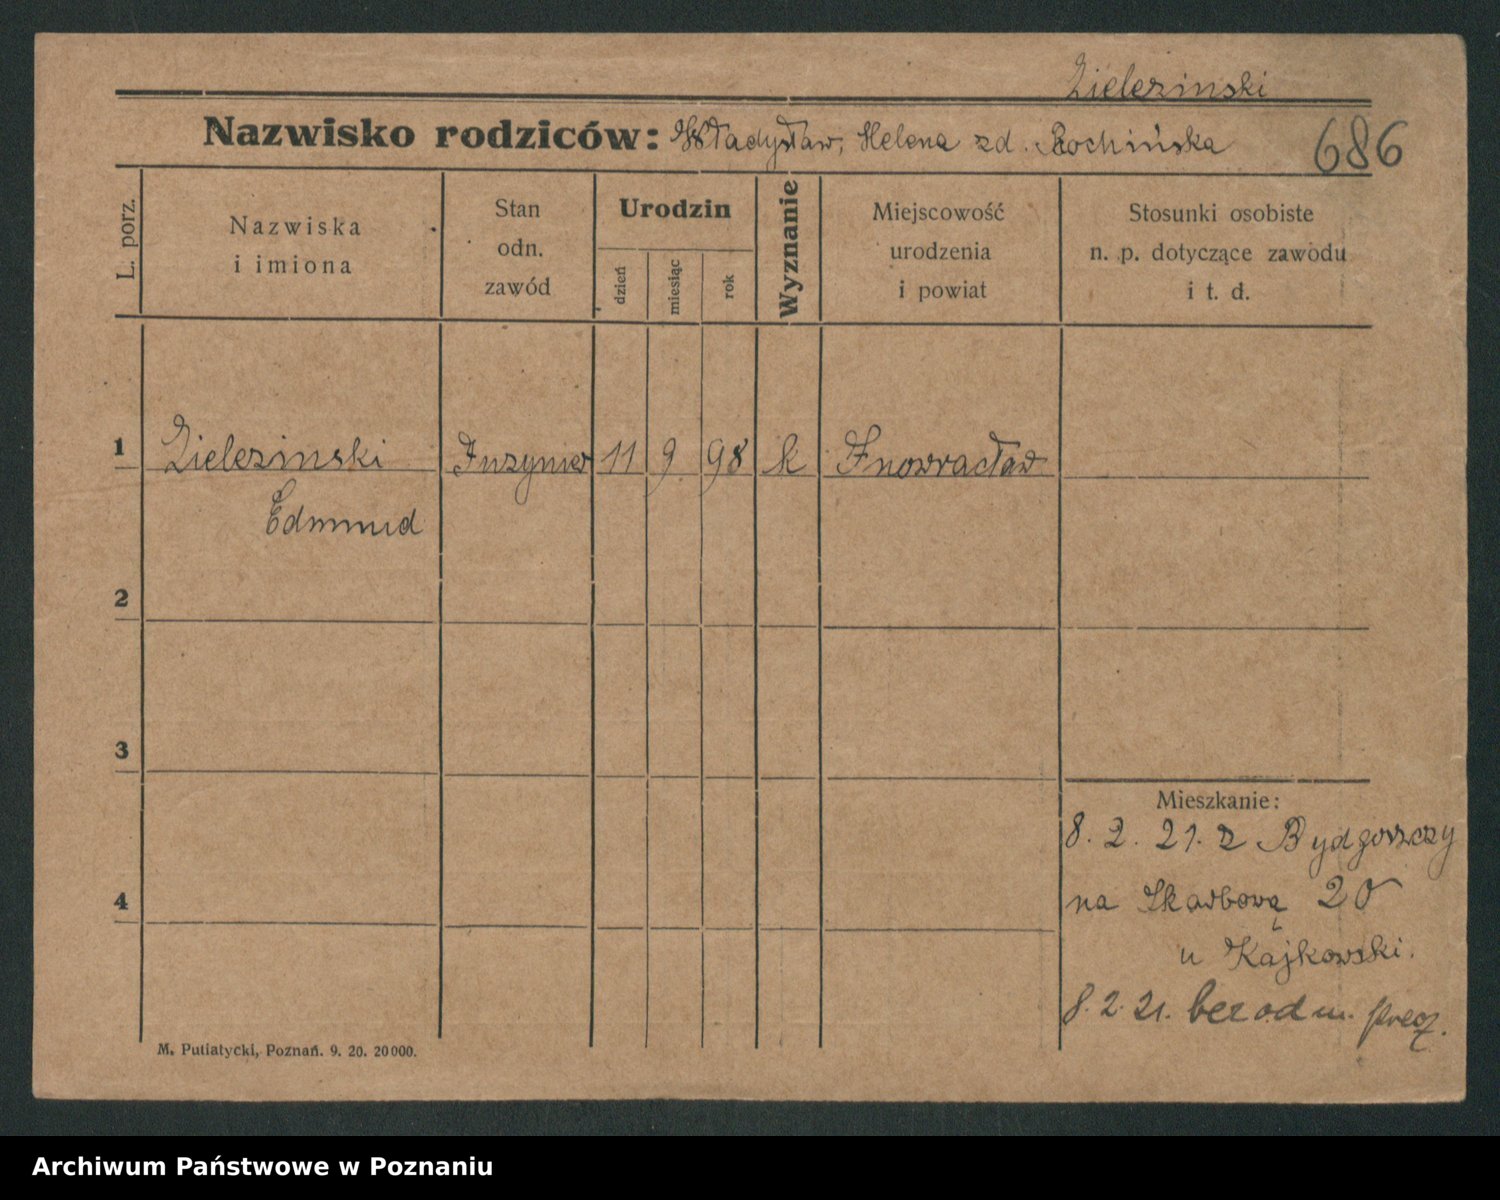 Zielezinski
Nazwisko rodziców: Władysław, Helena zd. Rochińska
686
L. porz.
Nazwiska
i imiona
Stan
odn.
zawód
Urodzin
dzień
miesiąc
rok
Wyznanie
Miejscowość
urodzenia
i powiat
Stosunki osobiste
n. p. dotyczące zawodu
i t. d.
1 Zielezinski Inzynier 11 9 98 k Inowracław
Edmund
2
3
Mieszkanie:
8. 2. 21. z Bydgoszczy
4
na Skarbową 20
u Kajkowski.
8. 2. 21. bez odm.
M. Putiatycki, Poznań. 9. 20. 20000.
Archiwum Państwowe w Poznaniu